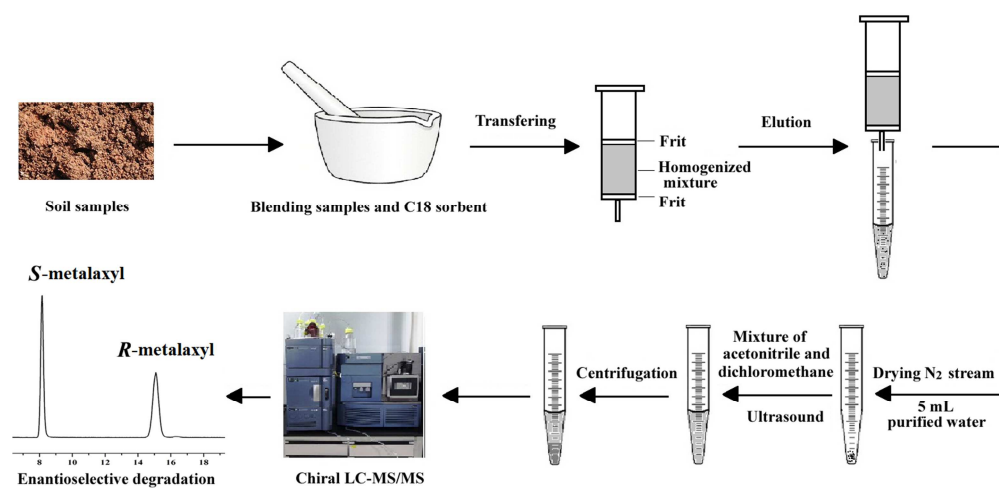 Soil samples
Blending samples and C18 sorbent
Transfering
Frit
Homogenized
mixture
Frit
Elution
Drying N2 stream
5 mL
purified water
Mixture of
acetonitrile and
dichloromethane
Ultrasound
Centrifugation
Chiral LC-MS/MS
S-metalaxyl
R-metalaxyl
8 10 12 14 16 18
Enantioselective degradation